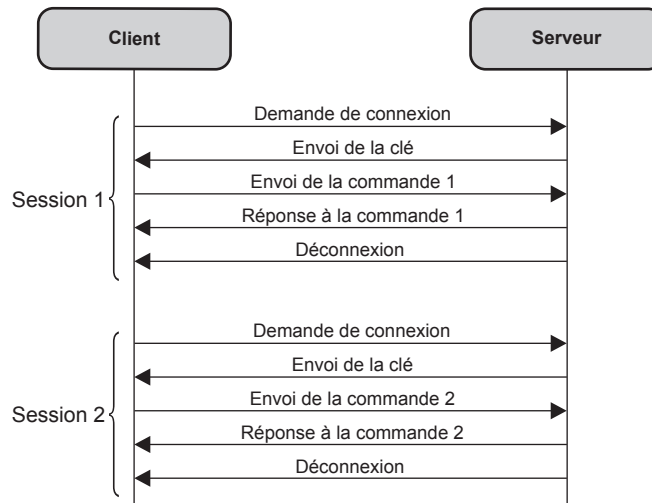 Client
Serveur
Demande de connexion
Envoi de la clé
Session 1
Envoi de la commande 1
Réponse à la commande 1
Déconnexion
Demande de connexion
Envoi de la clé
Session 2
Envoi de la commande 2
Réponse à la commande 2
Déconnexion